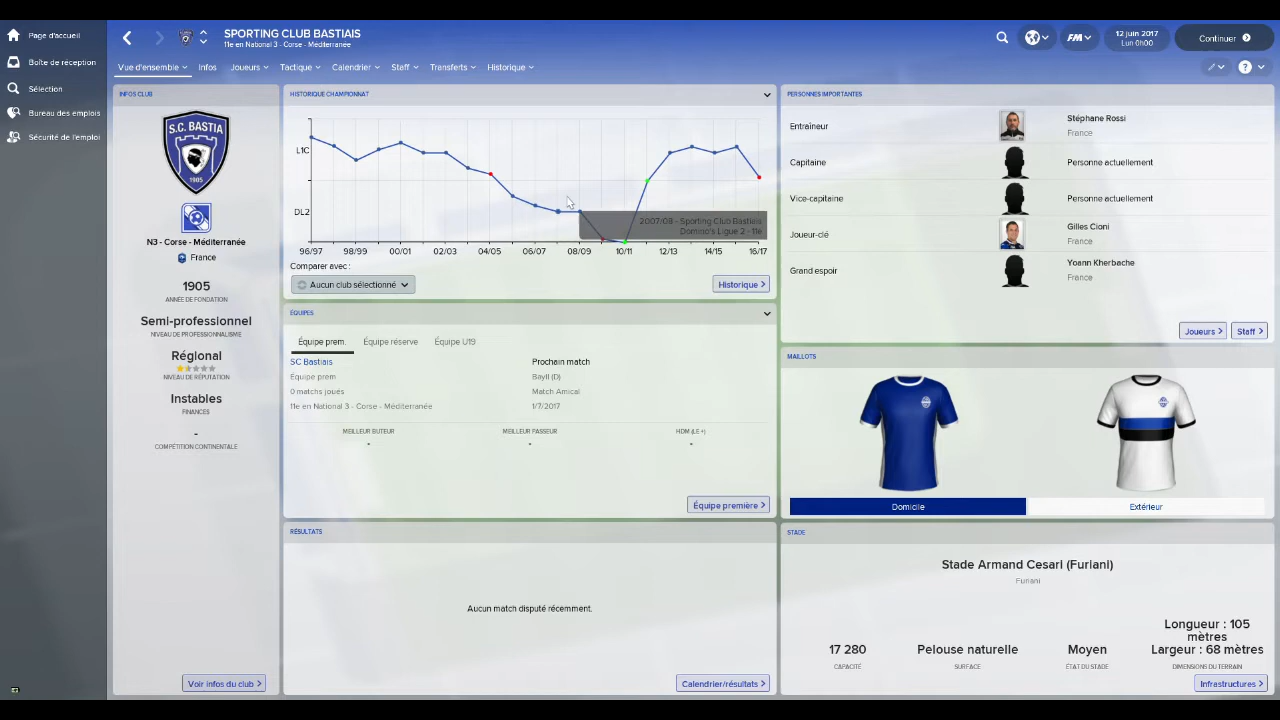 Page d'accueil
Boîte de réception
Sélection
Bureau des emplois
Sécurité de l'emploi
SPORTING CLUB BASTIAIS
11e en National 3 - Corse - Méditerranée
12 juin 2017
Lun 0h00
Continuer
FM
?
Vue d'ensemble
Infos
Joueurs
Tactique
Calendrier
Staff
Transferts
Historique
INFOS CLUB
S.C. BASTIA
1905
N3 - Corse - Méditerranée
France
1905
ANNÉE DE FONDATION
Semi-professionnel
NIVEAU DE PROFESSIONNALISME
Régional
NIVEAU DE RÉPUTATION
Instables
FINANCES
-
COMPÉTITION CONTINENTALE
Voir infos du club
HISTORIQUE CHAMPIONNAT
L1C
DL2
2007/08 - Sporting Club Bastiais
Domino's Ligue 2 - 11e
96/97 98/99 00/01 02/03 04/05 06/07 08/09 10/11 12/13 14/15 16/17
Comparer avec :
Aucun club sélectionné
Historique
ÉQUIPES
Équipe prem.
Équipe réserve
Équipe U19
SC Bastiais
Équipe prem
0 matchs joués
11e en National 3 - Corse - Méditerranée
Prochain match
Bayll (D)
Match Amical
1/7/2017
MEILLEUR BUTEUR
-
MEILLEUR PASSEUR
-
HDM (LE +)
-
Équipe première
RÉSULTATS
Aucun match disputé récemment.
Calendrier/résultats
PERSONNES IMPORTANTES
Entraîneur
Stéphane Rossi
France
Capitaine
Personne actuellement
Vice-capitaine
Personne actuellement
Joueur-clé
Gilles Cioni
France
Grand espoir
Yoann Kherbache
France
Joueurs
Staff
MAILLOTS
Domicile
Extérieur
STADE
Stade Armand Cesari (Furiani)
Furiani
17 280
CAPACITÉ
Pelouse naturelle
SURFACE
Moyen
ÉTAT DU STADE
Longueur : 105
mètres
Largeur : 68 mètres
DIMENSIONS DU TERRAIN
Infrastructures